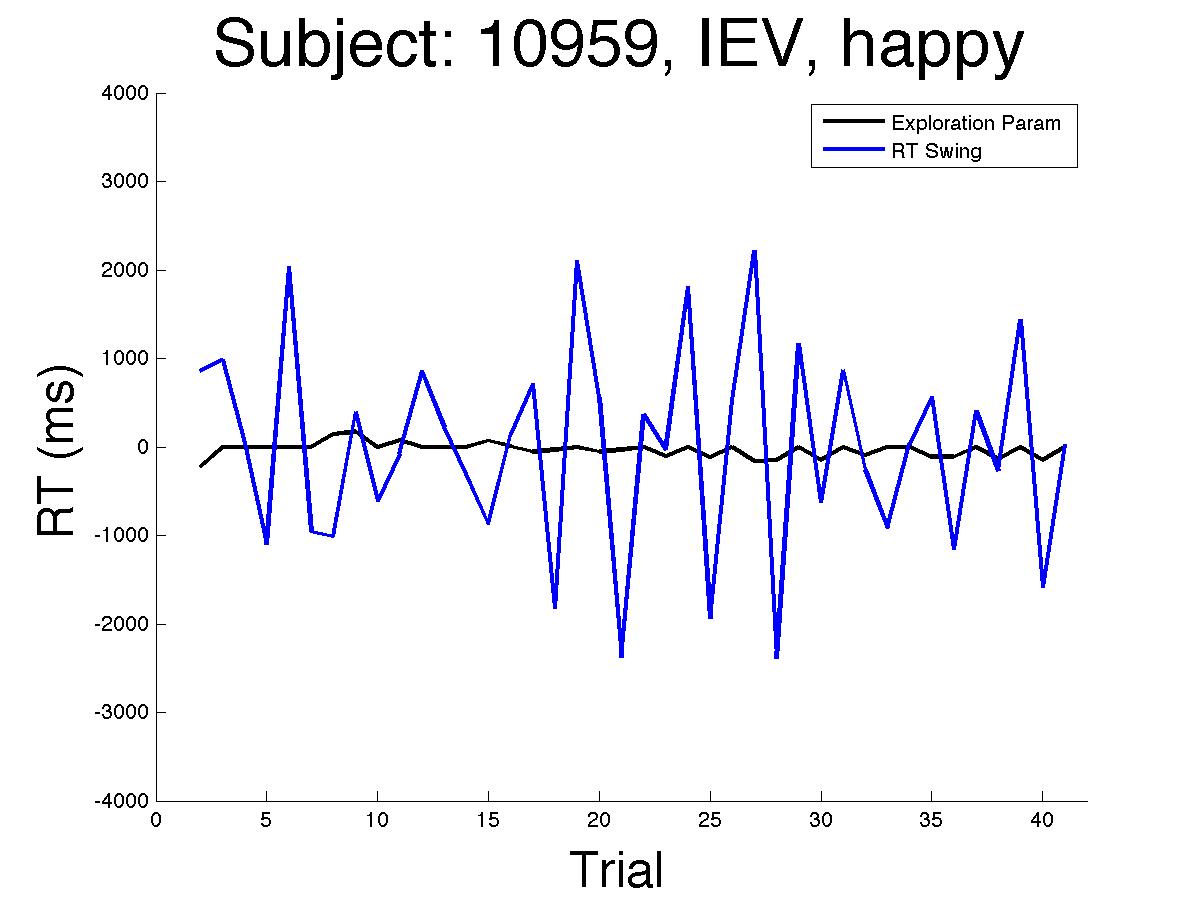 Subject: 10959, IEV, happy
4000
3000
2000
1000
0
-1000
-2000
-3000
-4000
RT (ms)
Exploration Param
RT Swing
0 5 10 15 20 25 30 35 40
Trial